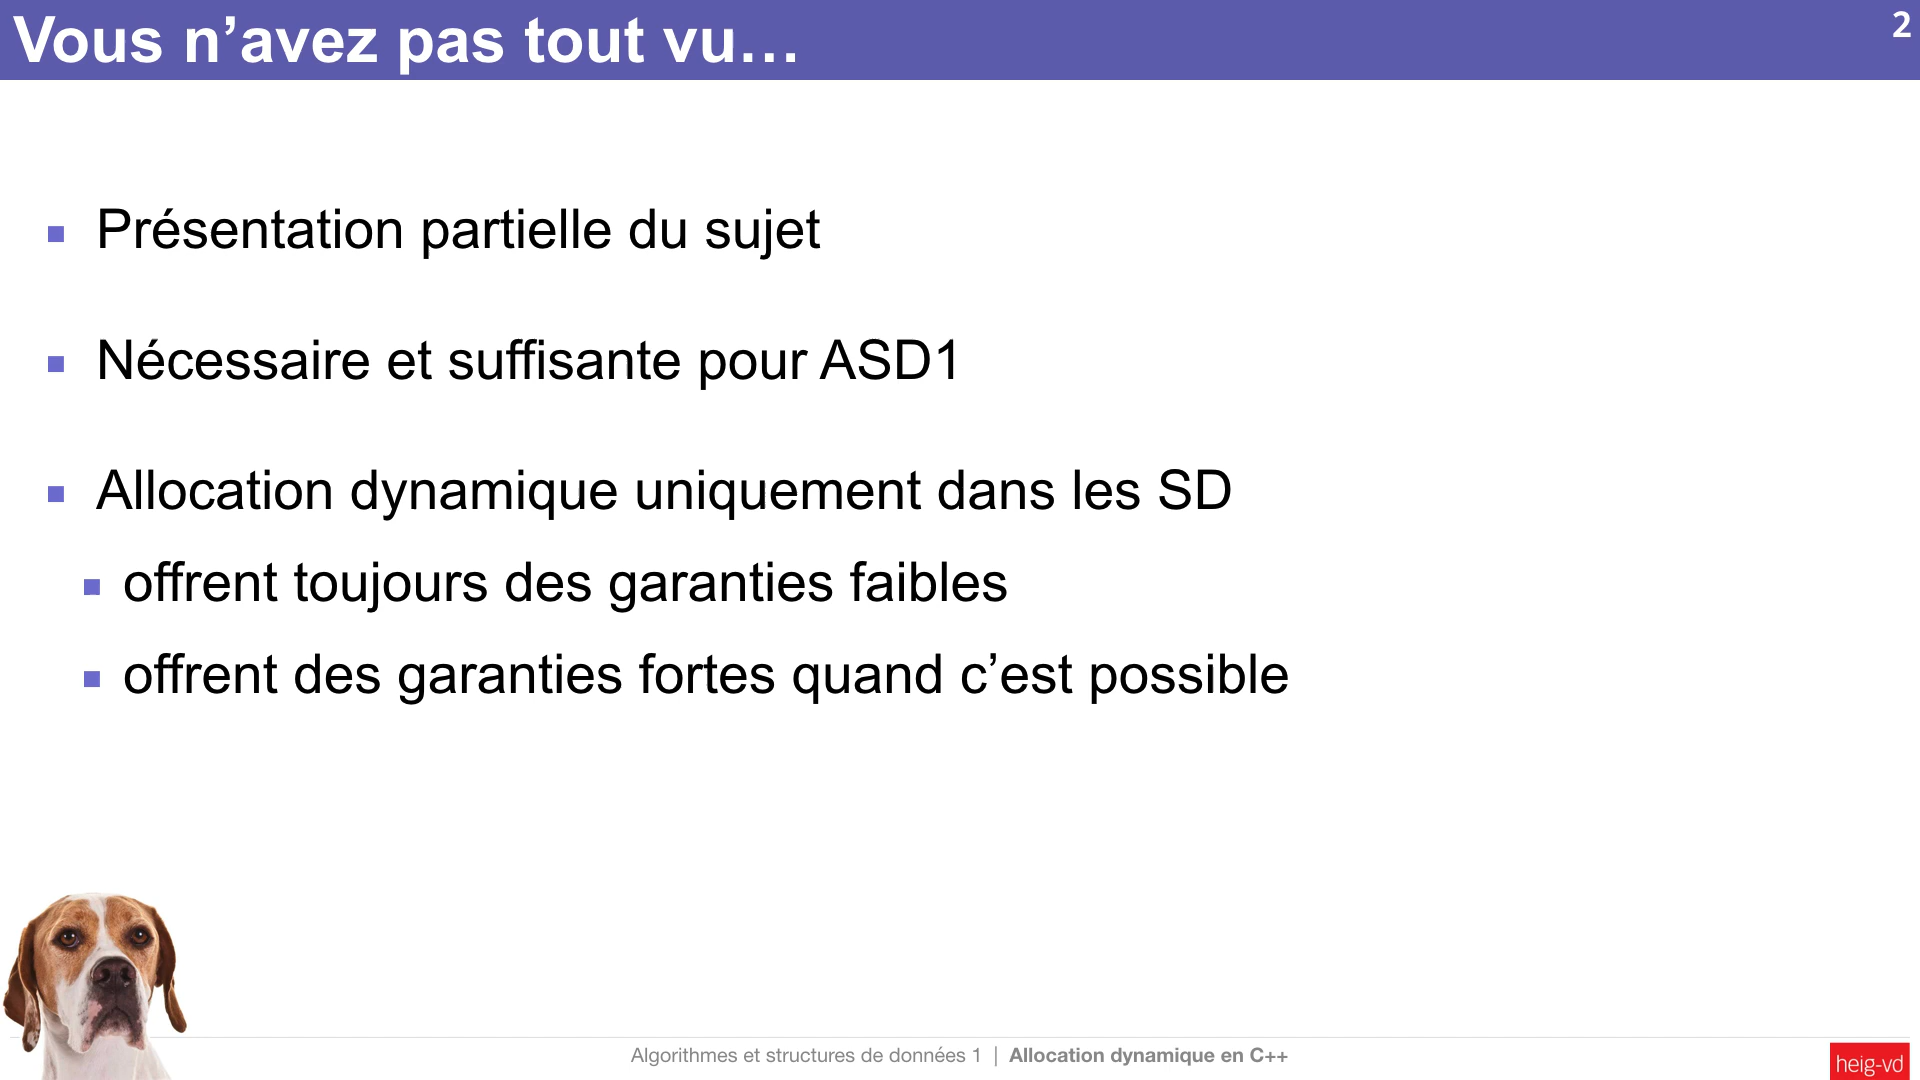 Vous n’avez pas tout vu…
2
Présentation partielle du sujet
Nécessaire et suffisante pour ASD1
Allocation dynamique uniquement dans les SD
offrent toujours des garanties faibles
offrent des garanties fortes quand c’est possible
Algorithmes et structures de données 1 | Allocation dynamique en C++
heig-vd